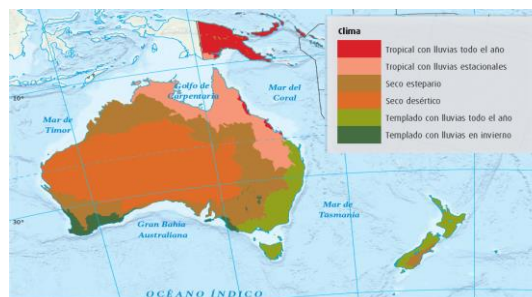 Clima
Tropical con lluvias todo el año
Tropical con lluvias estacionales
Seco estepario
Seco desértico
Templado con lluvias todo el año
Templado con lluvias en invierno
Golfo de
Carpentaria
Mar del
Coral
10°
Mar de
Timor
30°
Gran Bahía
Australiana
Mar de
Tasmania
OCÉANO ÍNDICO